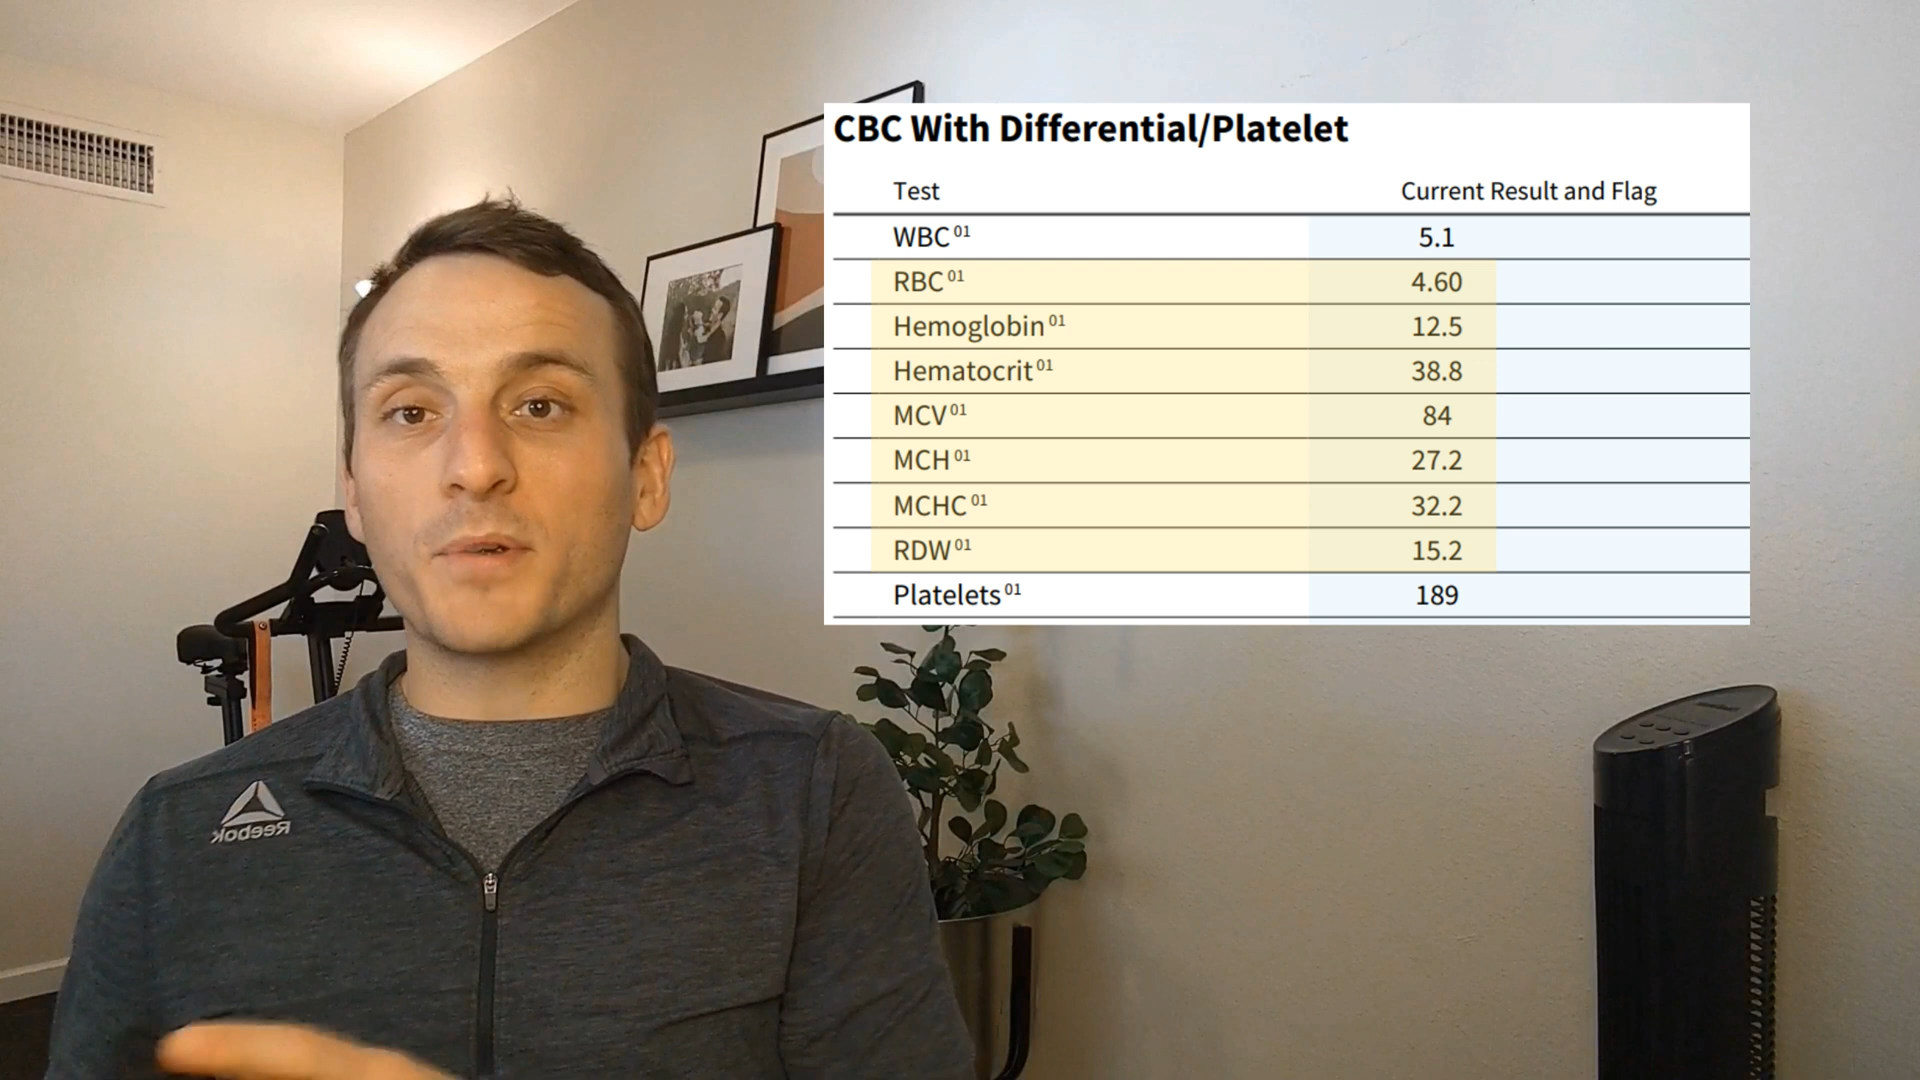 CBC With Differential/Platelet
Test Current Result and Flag
WBC 01 5.1
RBC 01 4.60
Hemoglobin 01 12.5
Hematocrit 01 38.8
MCV 01 84
MCH 01 27.2
MCHC 01 32.2
RDW 01 15.2
Platelets 01 189
Reebok